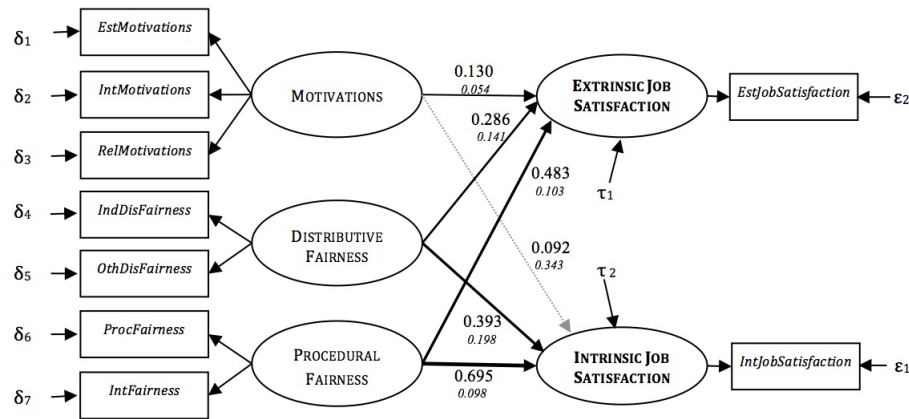 δ1
EstMotivations
δ2
IntMotivations
δ3
RelMotivations
δ4
IndDisFairness
δ5
OthDisFairness
δ6
ProcFairness
δ7
IntFairness
MOTIVATIONS
DISTRIBUTIVE
FAIRNESS
PROCEDURAL
FAIRNESS
0.130
0.054
0.286
0.141
0.483
0.103
0.092
0.343
0.393
0.198
0.695
0.098
EXTRINSIC JOB
SATISFACTION
τ1
τ2
INTRINSIC JOB
SATISFACTION
EstJobSatisfaction
ε2
IntJobSatisfaction
ε1